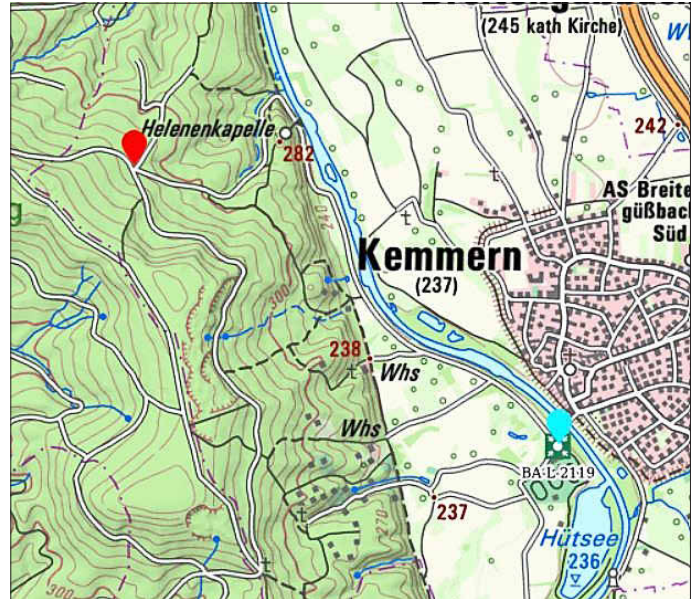 (245 kath Kirche)
242
Helenenkapelle
282
AS Breite
güßbac
Süd
240
Kemmern
(237)
300
238
Whs
Whs
BA-L-2119
237
270
Hütsee
236
300